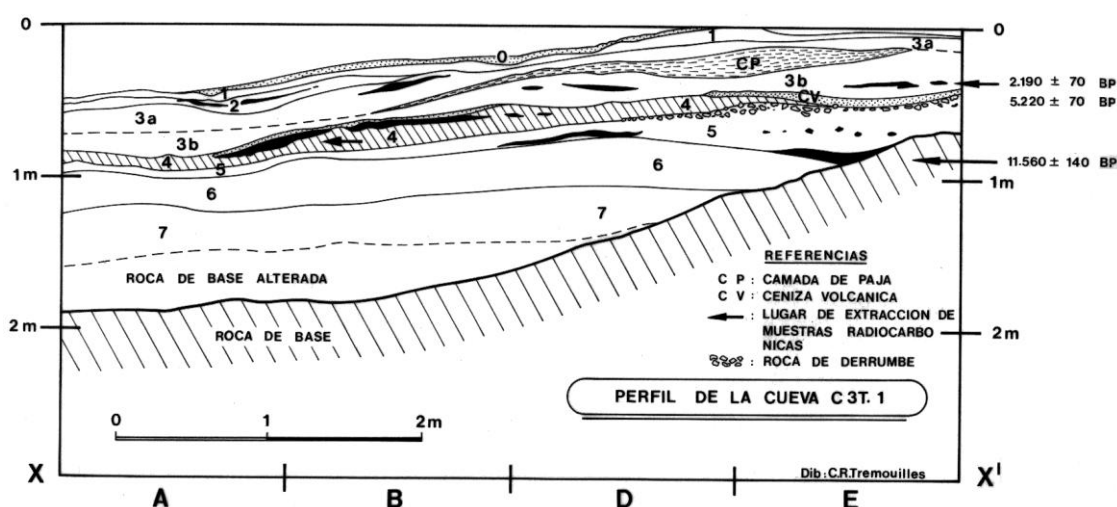 0
0
1
3a
0
CP
1
2
3b
2.190 ± 70 BP
CV
5.220 ± 70 BP
3a
4
4
3b
5
4
5
6
11.560 ± 140 BP
1m
6
1m
7
7
REFERENCIAS
ROCA DE BASE ALTERADA
C P : CAMADA DE PAJA
C V : CENIZA VOLCANICA
: LUGAR DE EXTRACCION DE
MUESTRAS RADIOCARBO
NICAS
2m
ROCA DE BASE
2m
: ROCA DE DERRUMBE
PERFIL DE LA CUEVA C 3T. 1
0 1 2m
X
Dib: C.R.Tremouilles
X'
A B D E